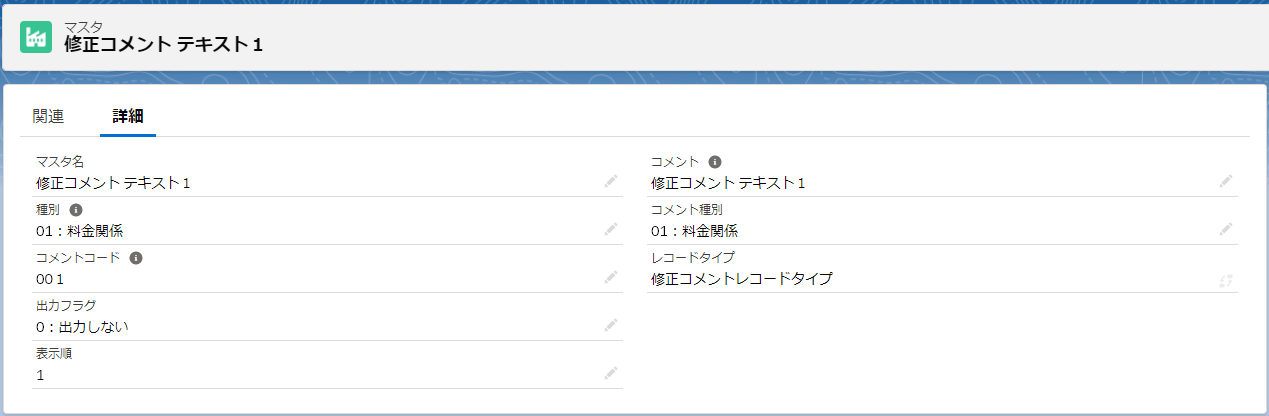 マスタ
修正コメント テキスト１
関連
詳細
マスタ名
修正コメント テキスト１
種別
01：料金関係
コメントコード
00１
出力フラグ
0：出力しない
表示順
1
コメント
修正コメント テキスト１
コメント種別
01：料金関係
レコードタイプ
修正コメントレコードタイプ